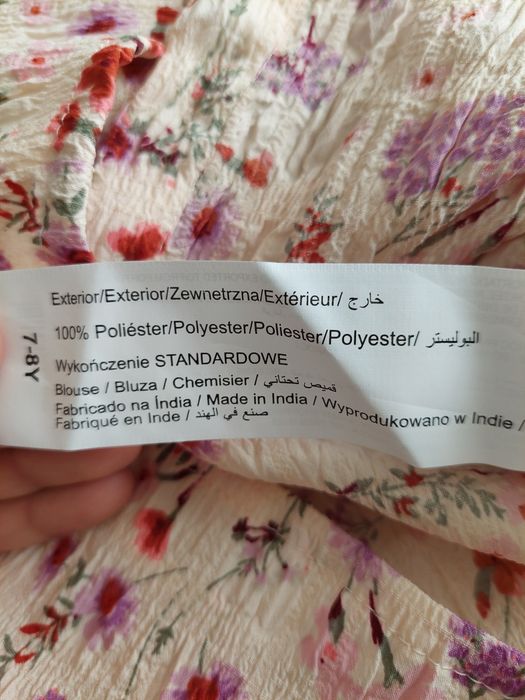 Exterior/Exterior/Zewnetrzna/Extérieur/ خارج
100% Poliéster/Polyester/Poliester/Polyester/ البوليستر
Wykończenie STANDARDOWE
Blouse / Bluza / Chemisier / قميص تحتاني
Fabricado na Índia / Made in India / Wyprodukowano w Indie /
Fabriqué en Inde / صنع في الهند /
7-8Y